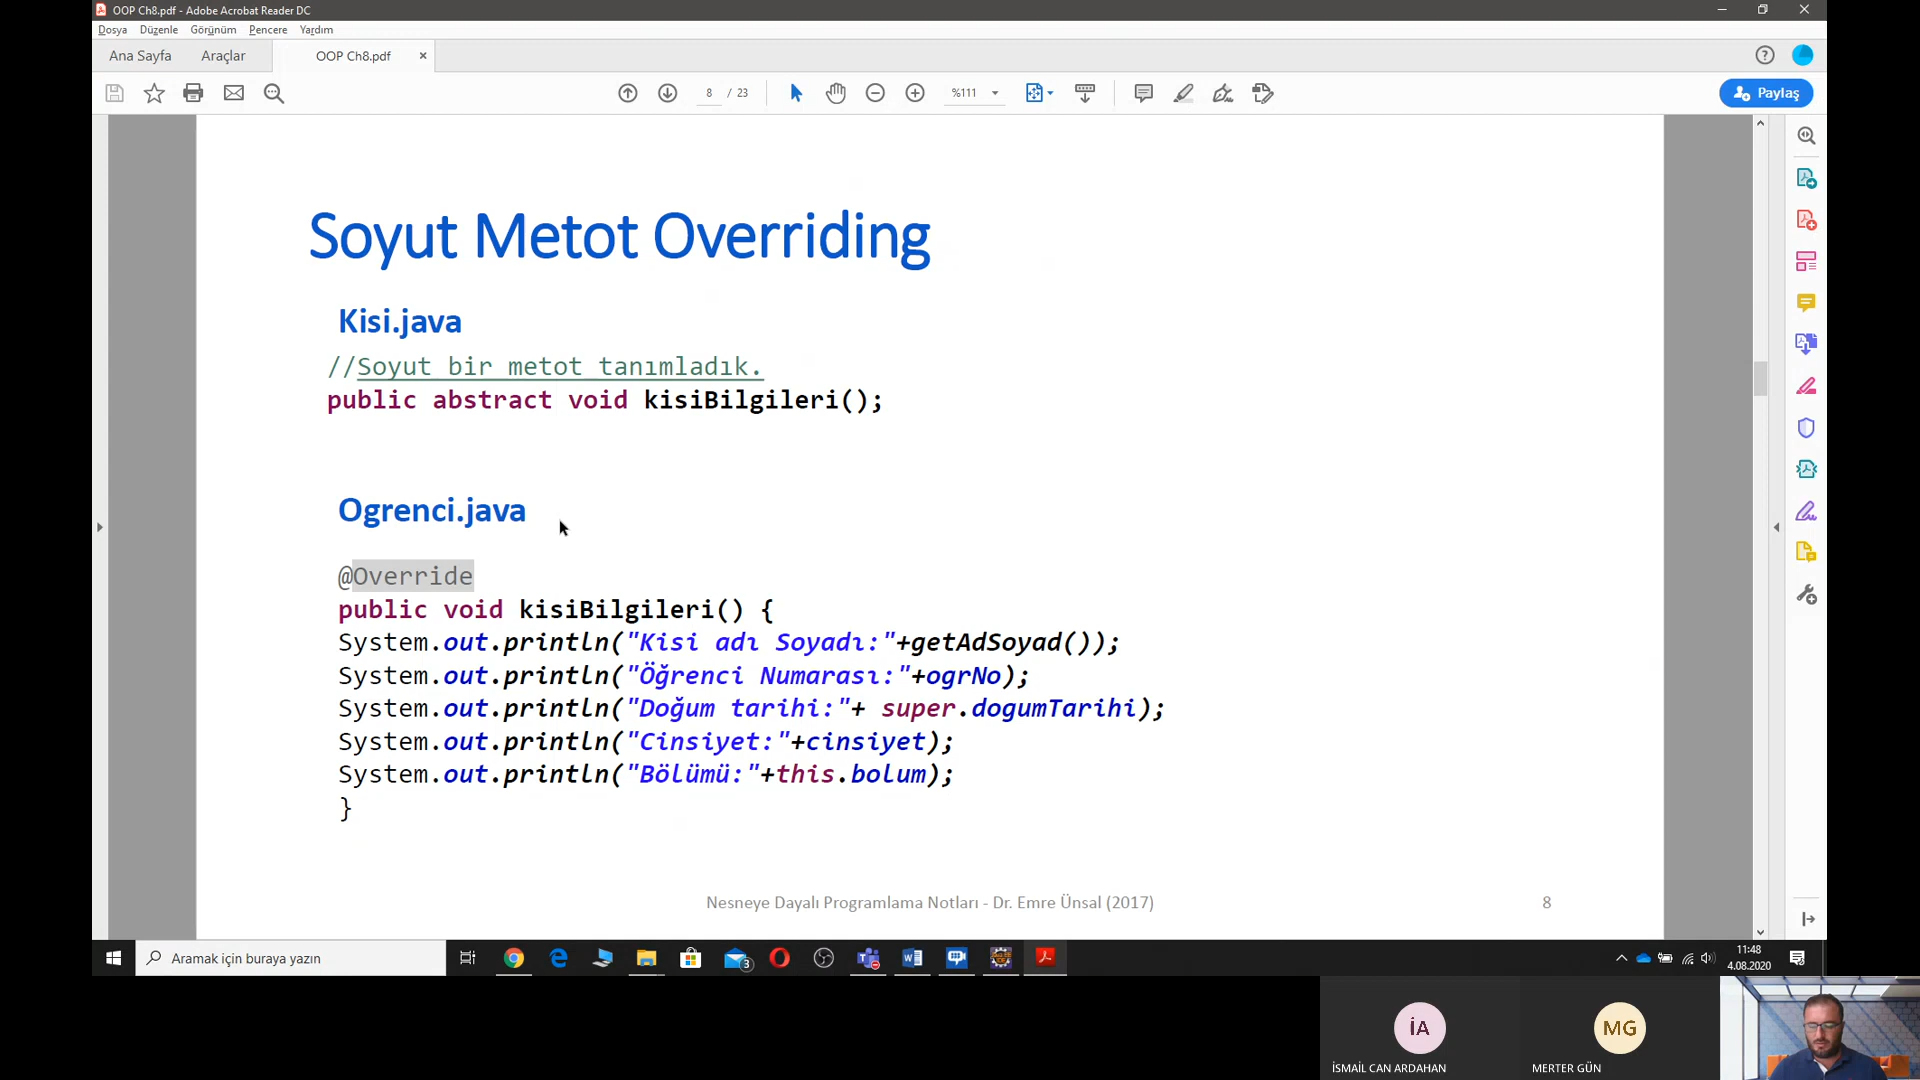 OOP Ch8.pdf - Adobe Acrobat Reader DC
Dosya Düzenle Görünüm Pencere Yardım
Ana Sayfa Araçlar OOP Ch8.pdf
8 / 23 %111 Paylaş
Soyut Metot Overriding
Kisi.java
//Soyut bir metot tanımladık.
public abstract void kisiBilgileri();
Ogrenci.java
@Override
public void kisiBilgileri() {
System.out.println("Kisi adı Soyadı:"+getAdSoyad());
System.out.println("Öğrenci Numarası:"+ogrNo);
System.out.println("Doğum tarihi:"+ super.dogumTarihi);
System.out.println("Cinsiyet:"+cinsiyet);
System.out.println("Bölümü:"+this.bolum);
}
Nesneye Dayalı Programlama Notları - Dr. Emre Ünsal (2017) 8
Aramak için buraya yazın
3
11:48
4.08.2020
İA
MG
İSMAİL CAN ARDAHAN
MERTER GÜN